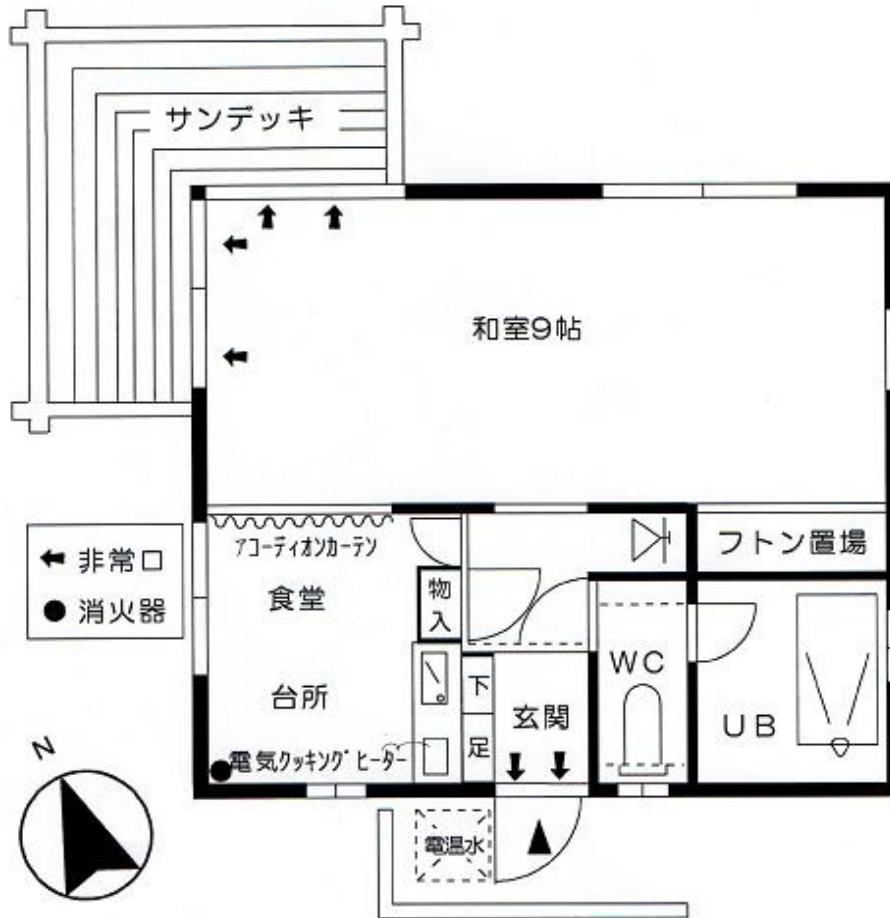 サンデッキ
和室9帖
アコーディオンカーテン
フトン置場
非常口
消火器
食堂
物入
台所
下足
玄関
WC
UB
電気クッキングヒーター
N
電温水